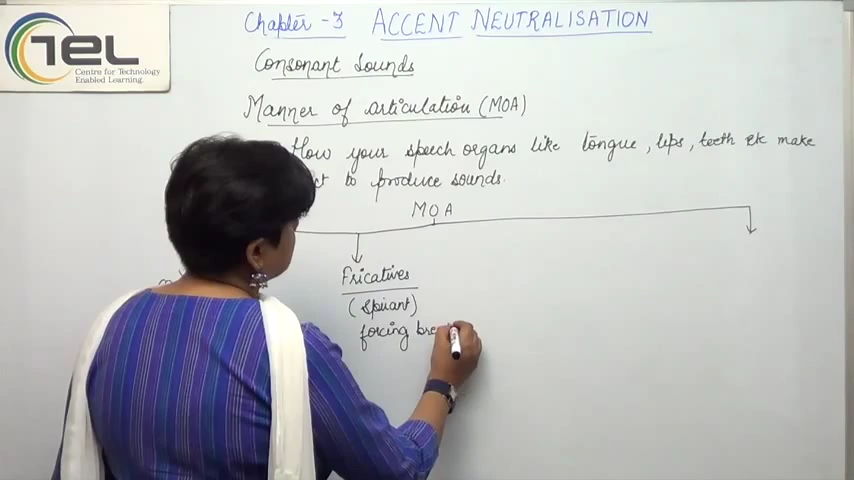 TEL
Centre for Technology
Enabled Learning.
Chapter - 3 ACCENT NEUTRALISATION
Consonant Sounds
Manner of articulation (MOA)
How your speech organs like tongue, lips, teeth etc make
to produce sounds.
MOA
Fricatives
(Spirant)
forcing